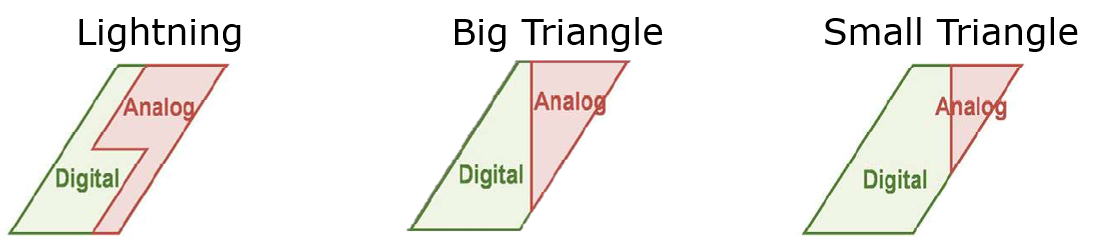 Lightning
Big Triangle
Small Triangle
Analog
Digital
Analog
Digital
Analog
Digital